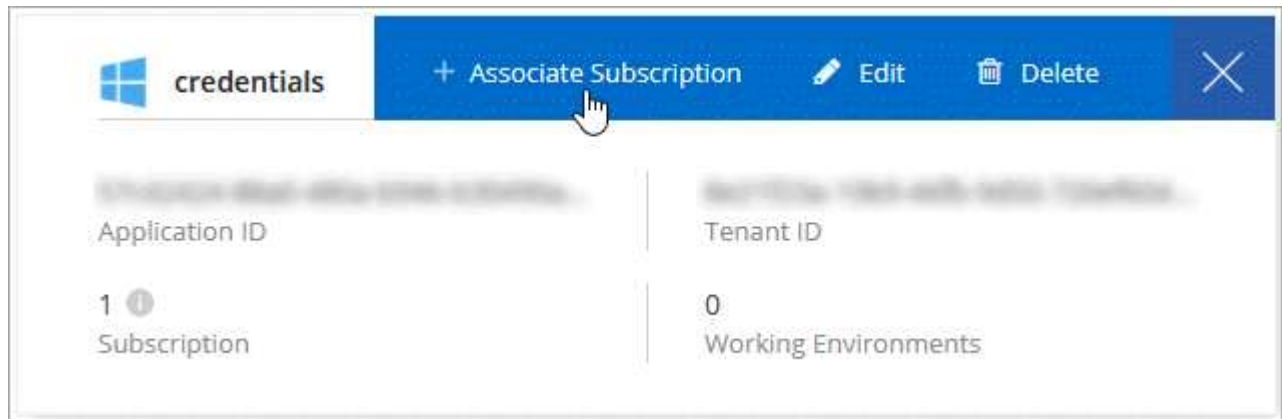 credentials
+ Associate Subscription
Edit
Delete
Application ID
Tenant ID
1
Subscription
0
Working Environments